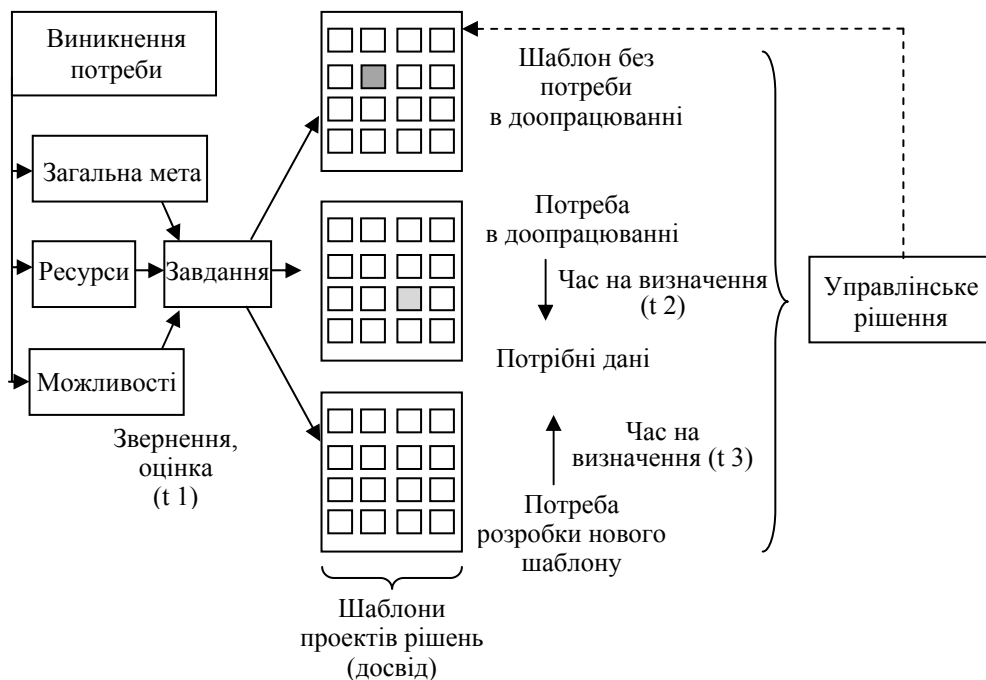 Виникнення
потреби
Загальна мета
Ресурси
Завдання
Можливості
Звернення,
оцінка
(t 1)
Шаблон без
потреби
в доопрацюванні
Потреба
в доопрацюванні
Час на визначення
(t 2)
Потрібні дані
Час на
визначення (t 3)
Потреба
розробки нового
шаблону
Управлінське
рішення
Шаблони
проектів рішень
(досвід)